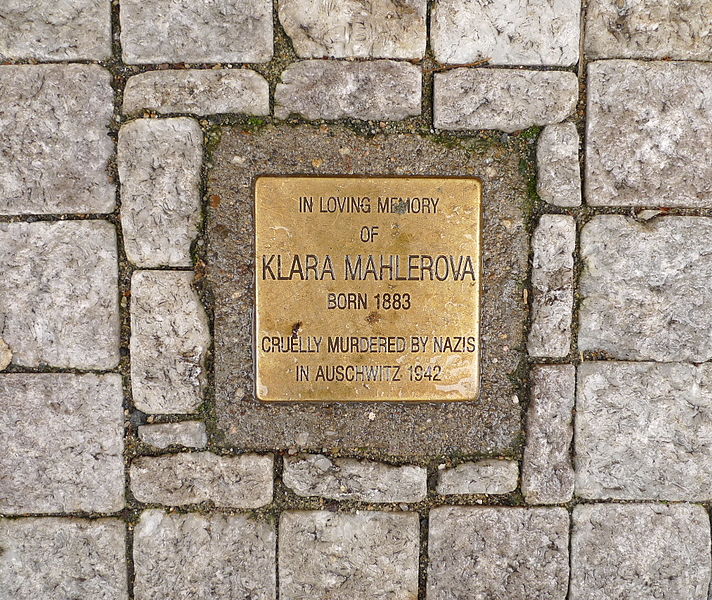 IN LOVING MEMORY
OF
KLARA MAHLEROVA
BORN 1883
CRUELLY MURDERED BY NAZIS
IN AUSCHWITZ 1942